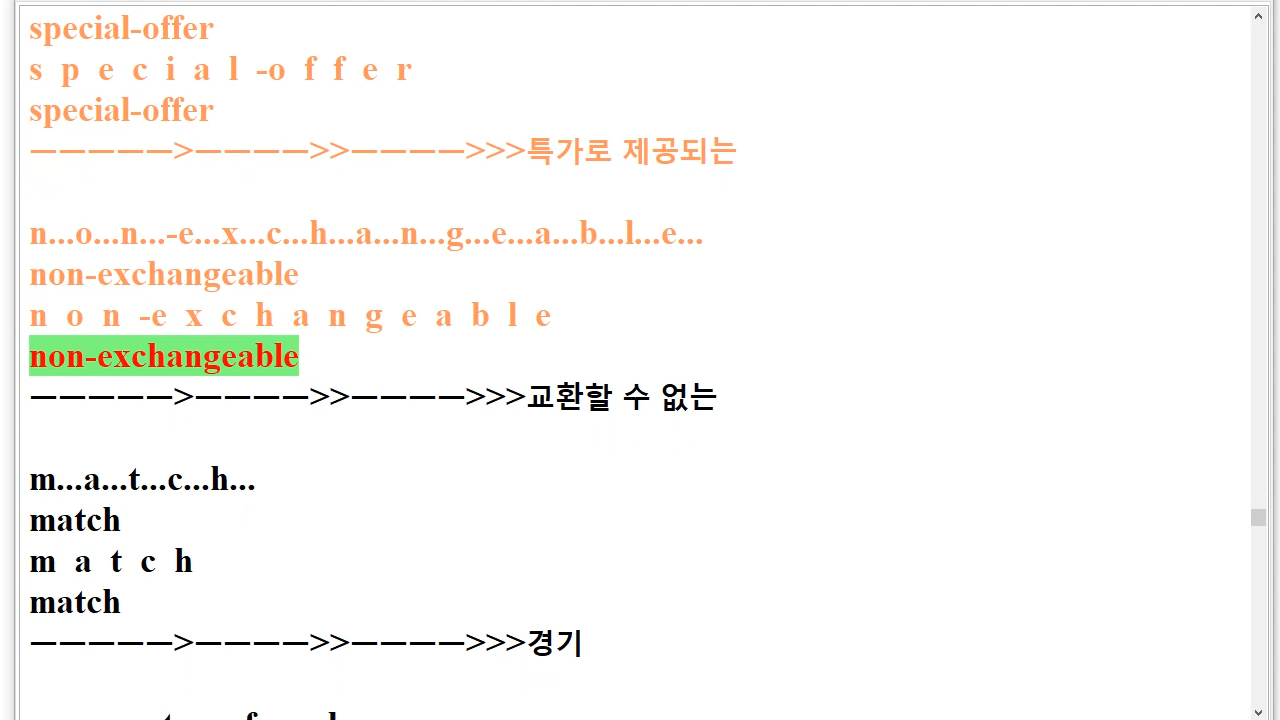 special-offer
s p e c i a l -o f f e r
special-offer
—————>————>>————>>>특가로 제공되는
n...o...n...-e...x...c...h...a...n...g...e...a...b...l...e...
non-exchangeable
n o n -e x c h a n g e a b l e
non-exchangeable
—————>————>>————>>>교환할 수 없는
m...a...t...c...h...
match
m a t c h
match
—————>————>>————>>>경기